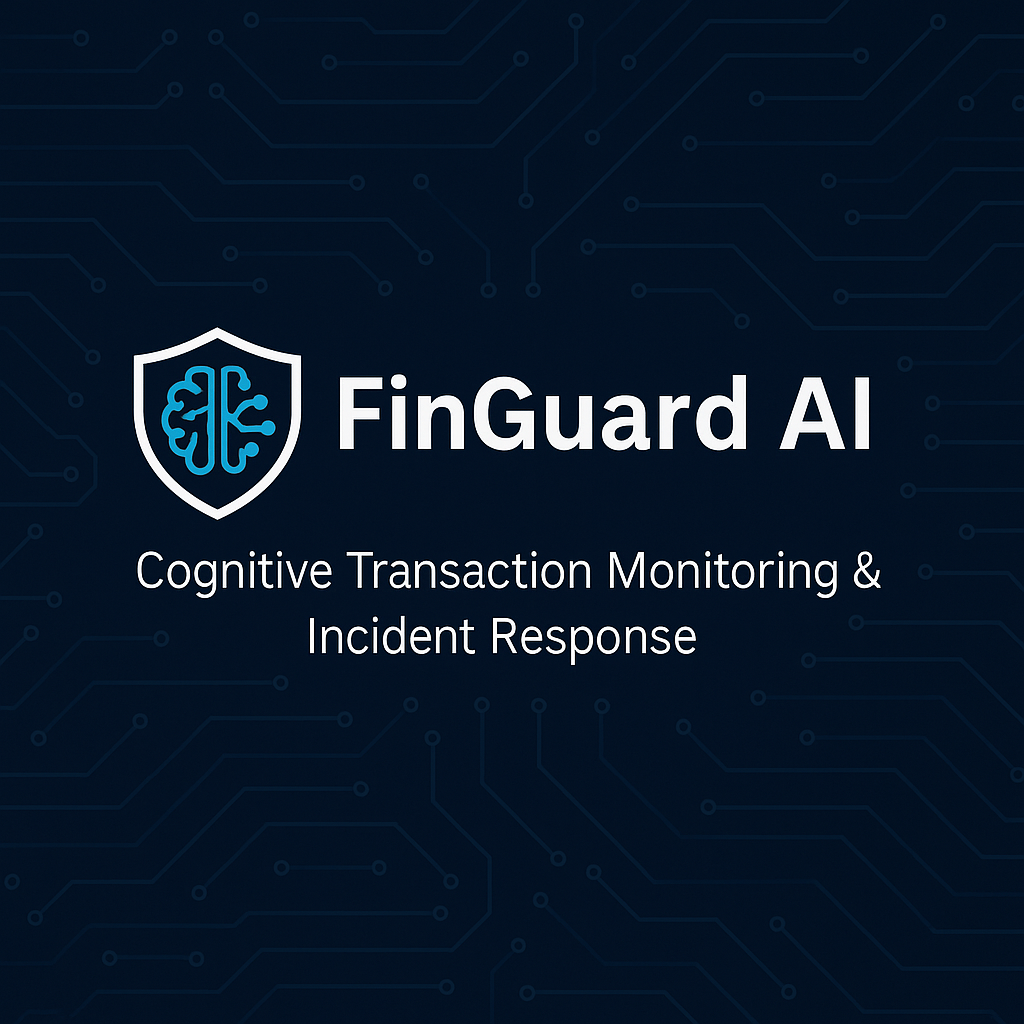 FinGuard AI
Cognitive Transaction Monitoring &
Incident Response